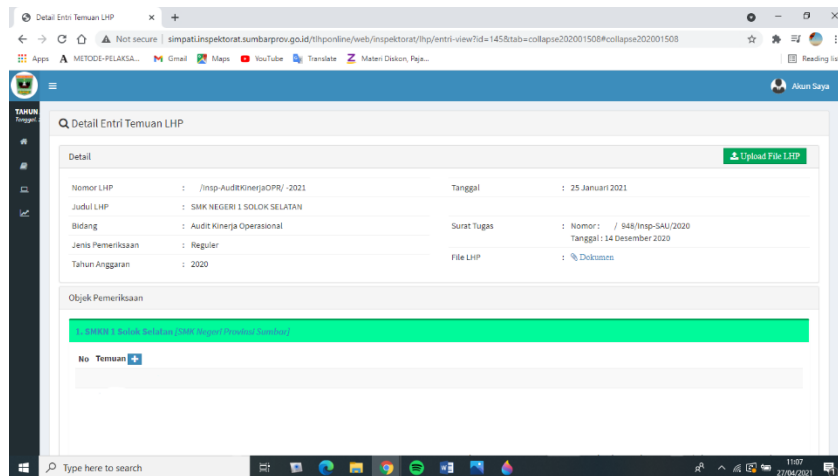 Detail Entri Temuan LHP
Not secure | simpati.inspektorat.sumbarprov.go.id/tlhponline/web/inspektorat/lhp/entri-view?id=145&tab=collapse202001508#collapse202001508
Apps METODE-PELAKSA... Gmail Maps YouTube Translate Materi Diskon, Paja... Reading lis
Akun Saya
TAHUN
Tanggal.
Detail Entri Temuan LHP
Detail Upload File LHP
Nomor LHP : /Insp-AuditKinerjaOPR/ -2021 Tanggal : 25 Januari 2021
Judul LHP : SMK NEGERI 1 SOLOK SELATAN
Bidang : Audit Kinerja Operasional Surat Tugas : Nomor : / 948/Insp-SAU/2020
Tanggal : 14 Desember 2020
Jenis Pemeriksaan : Reguler
File LHP : Dokumen
Tahun Anggaran : 2020
Objek Pemeriksaan
1. SMKN 1 Solok Selatan [SMK Negeri Provinsi Sumbar]
No Temuan +
Type here to search
11:07
27/04/2021